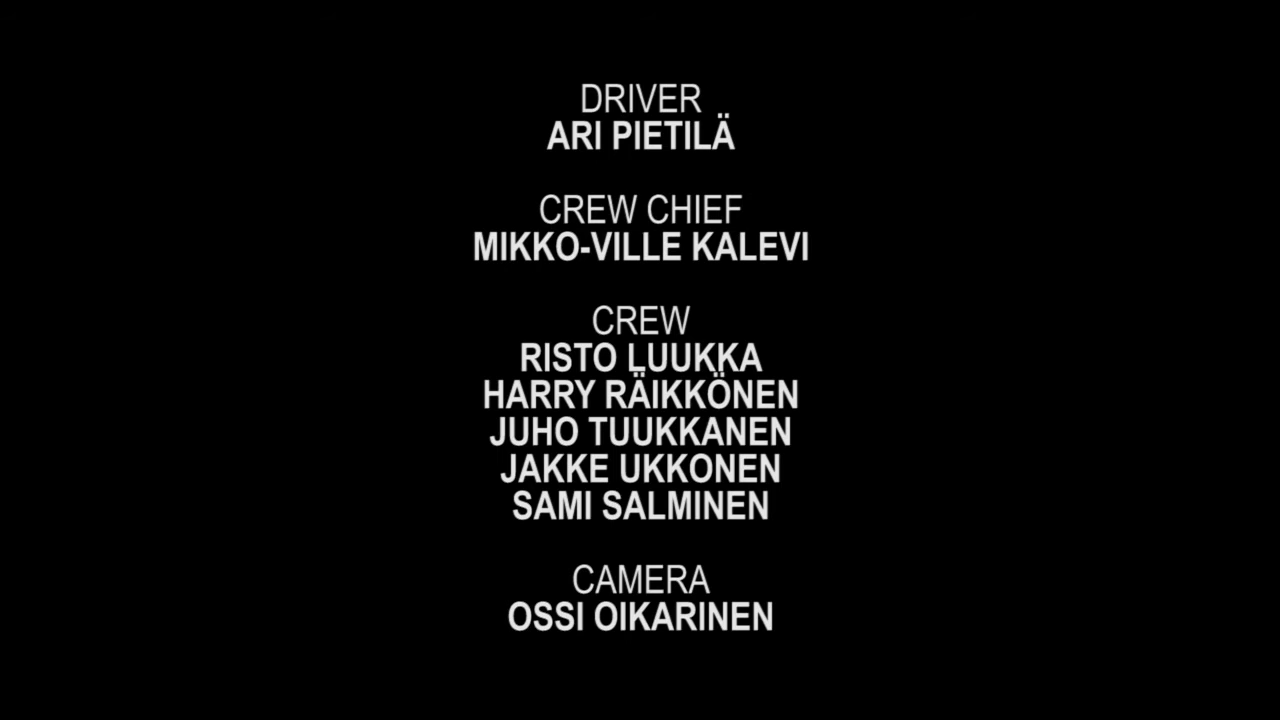 DRIVER
ARI PIETILÄ
CREW CHIEF
MIKKO-VILLE KALEVI
CREW
RISTO LUUKKA
HARRY RÄIKKÖNEN
JUHO TUUKKANEN
JAKKE UKKONEN
SAMI SALMINEN
CAMERA
OSSI OIKARINEN